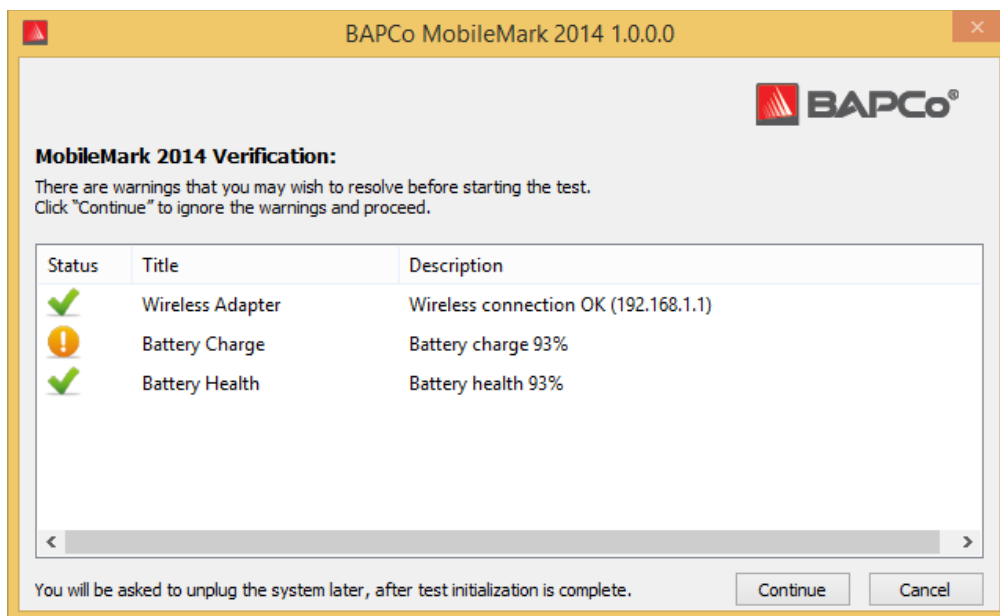 BAPCo MobileMark 2014 1.0.0.0
BAPCo®
MobileMark 2014 Verification:
There are warnings that you may wish to resolve before starting the test.
Click “Continue” to ignore the warnings and proceed.
Status Title Description
Wireless Adapter Wireless connection OK (192.168.1.1)
Battery Charge Battery charge 93%
Battery Health Battery health 93%
You will be asked to unplug the system later, after test initialization is complete. Continue Cancel